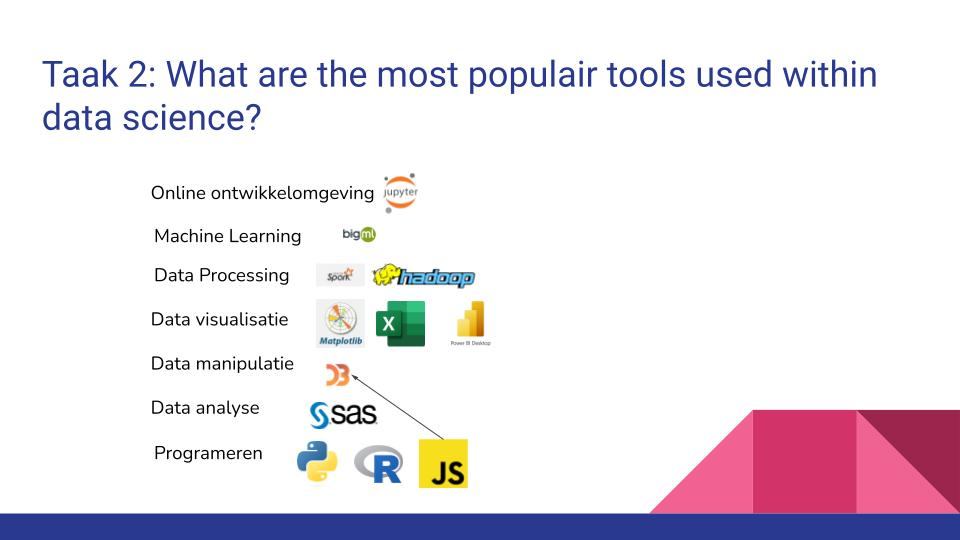 Taak 2: What are the most populair tools used within
data science?
Online ontwikkelomgeving
jupyter
Machine Learning
bigml
Data Processing
Spark
hadoop
Data visualisatie
Matplotlib
X
Power BI Desktop
Data manipulatie
D3
Data analyse
sas
Programeren
R
JS